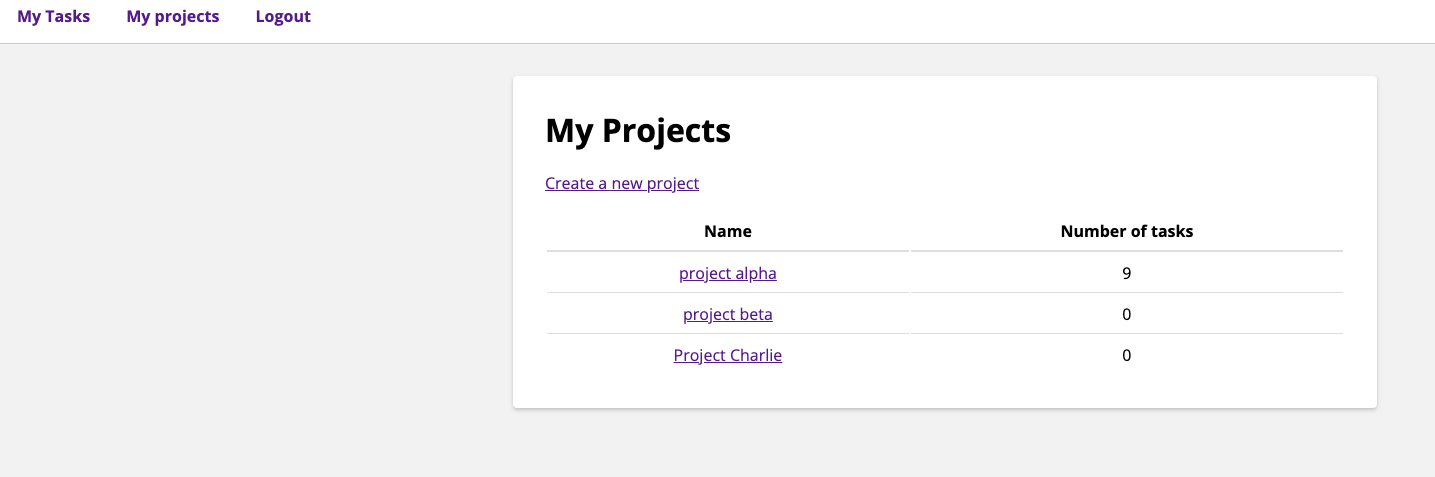 My Tasks My projects Logout
My Projects
Create a new project
Name Number of tasks
project alpha 9
project beta 0
Project Charlie 0